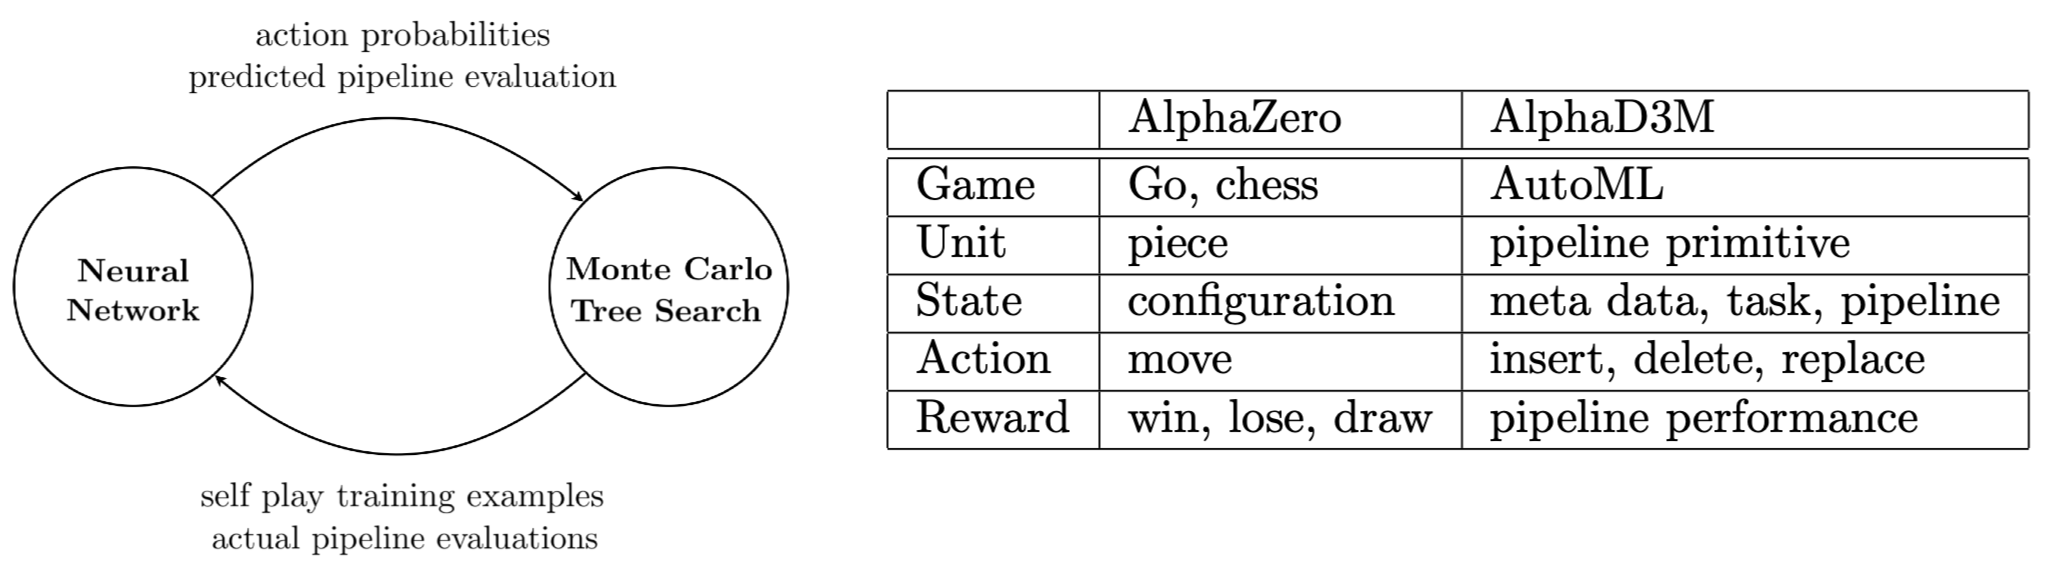 action probabilities
predicted pipeline evaluation
Neural
Network
Monte Carlo
Tree Search
self play training examples
actual pipeline evaluations
AlphaZero AlphaD3M
Game Go, chess AutoML
Unit piece pipeline primitive
State configuration meta data, task, pipeline
Action move insert, delete, replace
Reward win, lose, draw pipeline performance